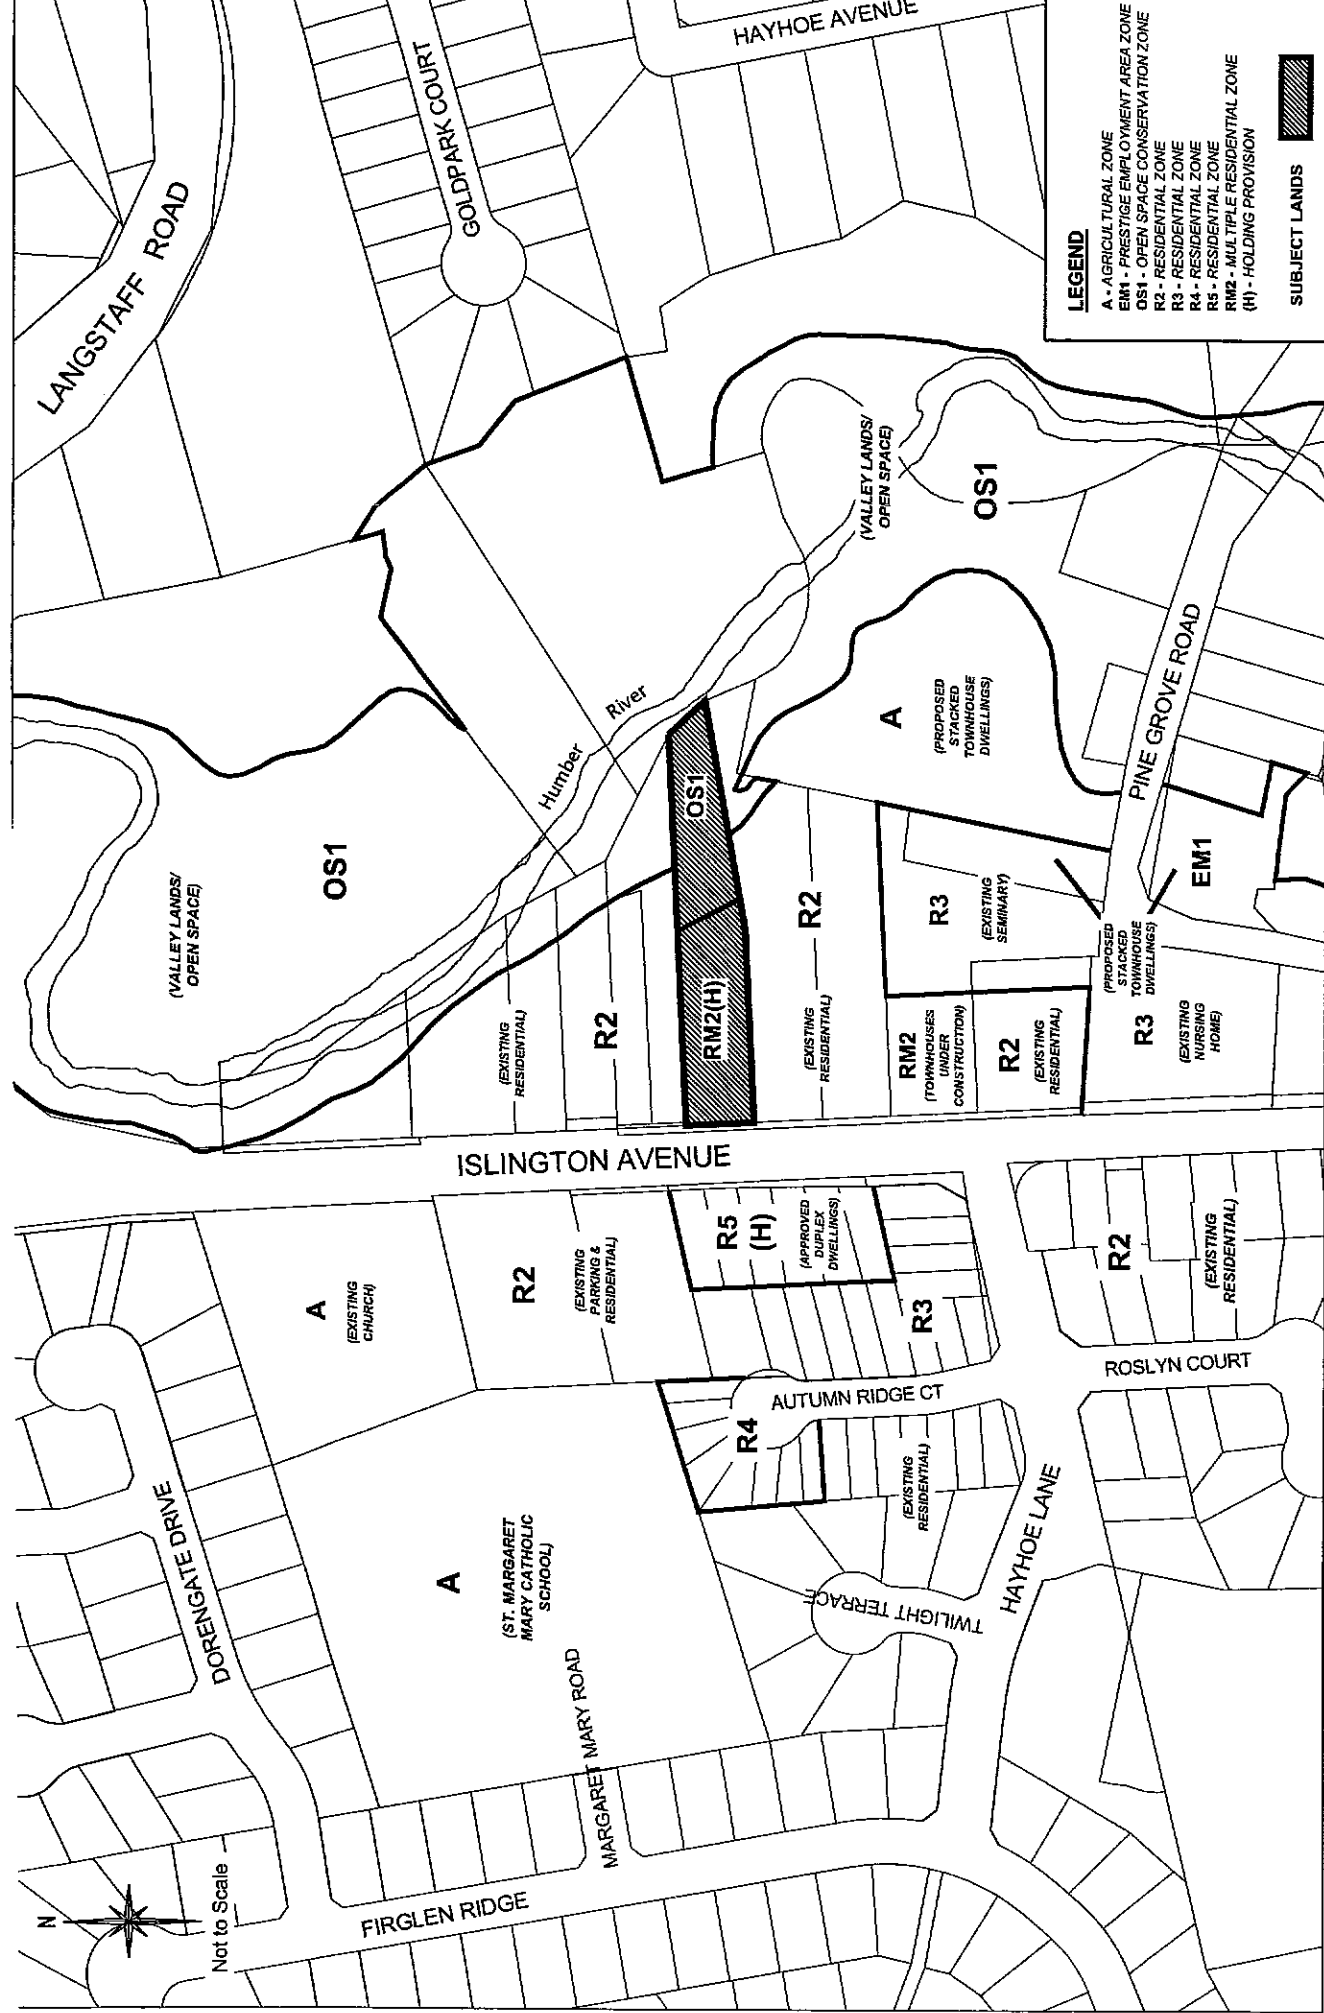 LANGSTAFF ROAD
GOLDPARK COURT
HAYHOE AVENUE
LEGEND
A - AGRICULTURAL ZONE
EM1 - PRESTIGE EMPLOYMENT AREA ZONE
OS1 - OPEN SPACE CONSERVATION ZONE
R2 - RESIDENTIAL ZONE
R3 - RESIDENTIAL ZONE
R4 - RESIDENTIAL ZONE
R5 - RESIDENTIAL ZONE
RM2 - MULTIPLE RESIDENTIAL ZONE
(H) - HOLDING PROVISION
SUBJECT LANDS
(VALLEY LANDS/
OPEN SPACE)
OS1
Humber
River
(VALLEY LANDS/
OPEN SPACE)
OS1
A
(PROPOSED
STACKED
TOWNHOUSE
DWELLINGS)
PINE GROVE ROAD
EM1
OS1
RM2(H)
(EXISTING
RESIDENTIAL)
R2
R2
(EXISTING
RESIDENTIAL)
R3
(EXISTING
SEMINARY)
RM2
(TOWNHOUSES
UNDER
CONSTRUCTION)
R2
(EXISTING
RESIDENTIAL)
(PROPOSED
STACKED
TOWNHOUSE
DWELLINGS)
R3
(EXISTING
NURSING
HOME)
ISLINGTON AVENUE
A
(EXISTING
CHURCH)
R2
(EXISTING
PARKING &
RESIDENTIAL)
R5
(H)
(APPROVED
DUPLEX
DWELLINGS)
R3
R2
(EXISTING
RESIDENTIAL)
R4
AUTUMN RIDGE CT
ROSLYN COURT
(EXISTING
RESIDENTIAL)
HAYHOE LANE
TWILIGHT TERRACE
DORENGATE DRIVE
A
(ST. MARGARET
MARY CATHOLIC
SCHOOL)
MARGARET MARY ROAD
FIRGLEN RIDGE
N
Not to Scale